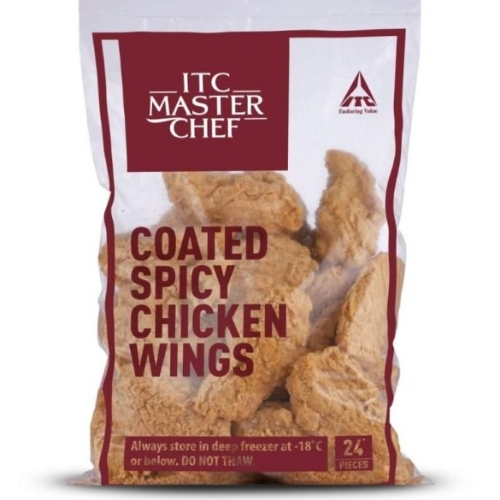 ITC
MASTER
CHEF
ITC
Enduring Value
COATED
SPICY
CHICKEN
WINGS
Always store in deep freezer at -18°C
or below. DO NOT THAW.
24*
PIECES